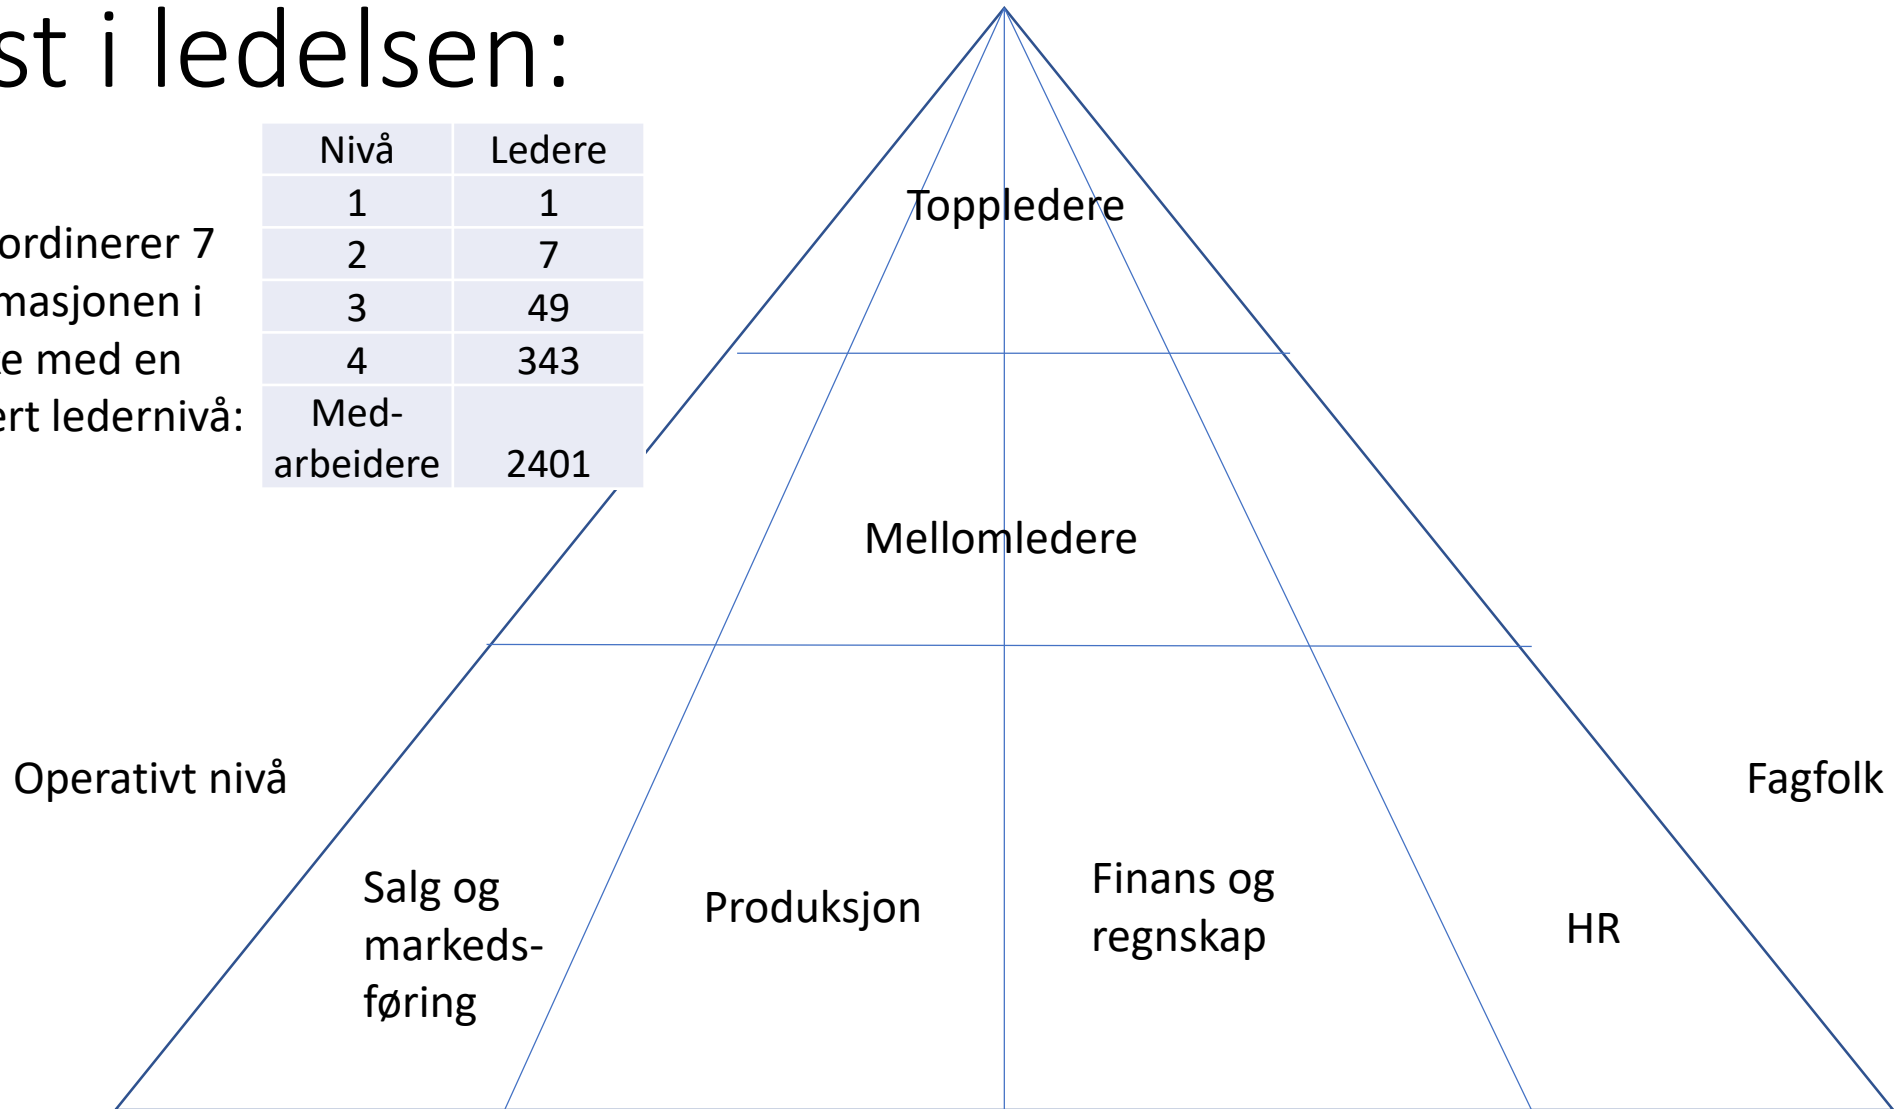 st i ledelsen:
ordinerer 7
masjonen i
e med en
ert ledernivå:
Nivå Ledere
1 1
2 7
3 49
4 343
Med-
arbeidere 2401
Toppledere
Mellomledere
Operativt nivå
Fagfolk
Salg og
markeds-
føring
Produksjon
Finans og
regnskap
HR